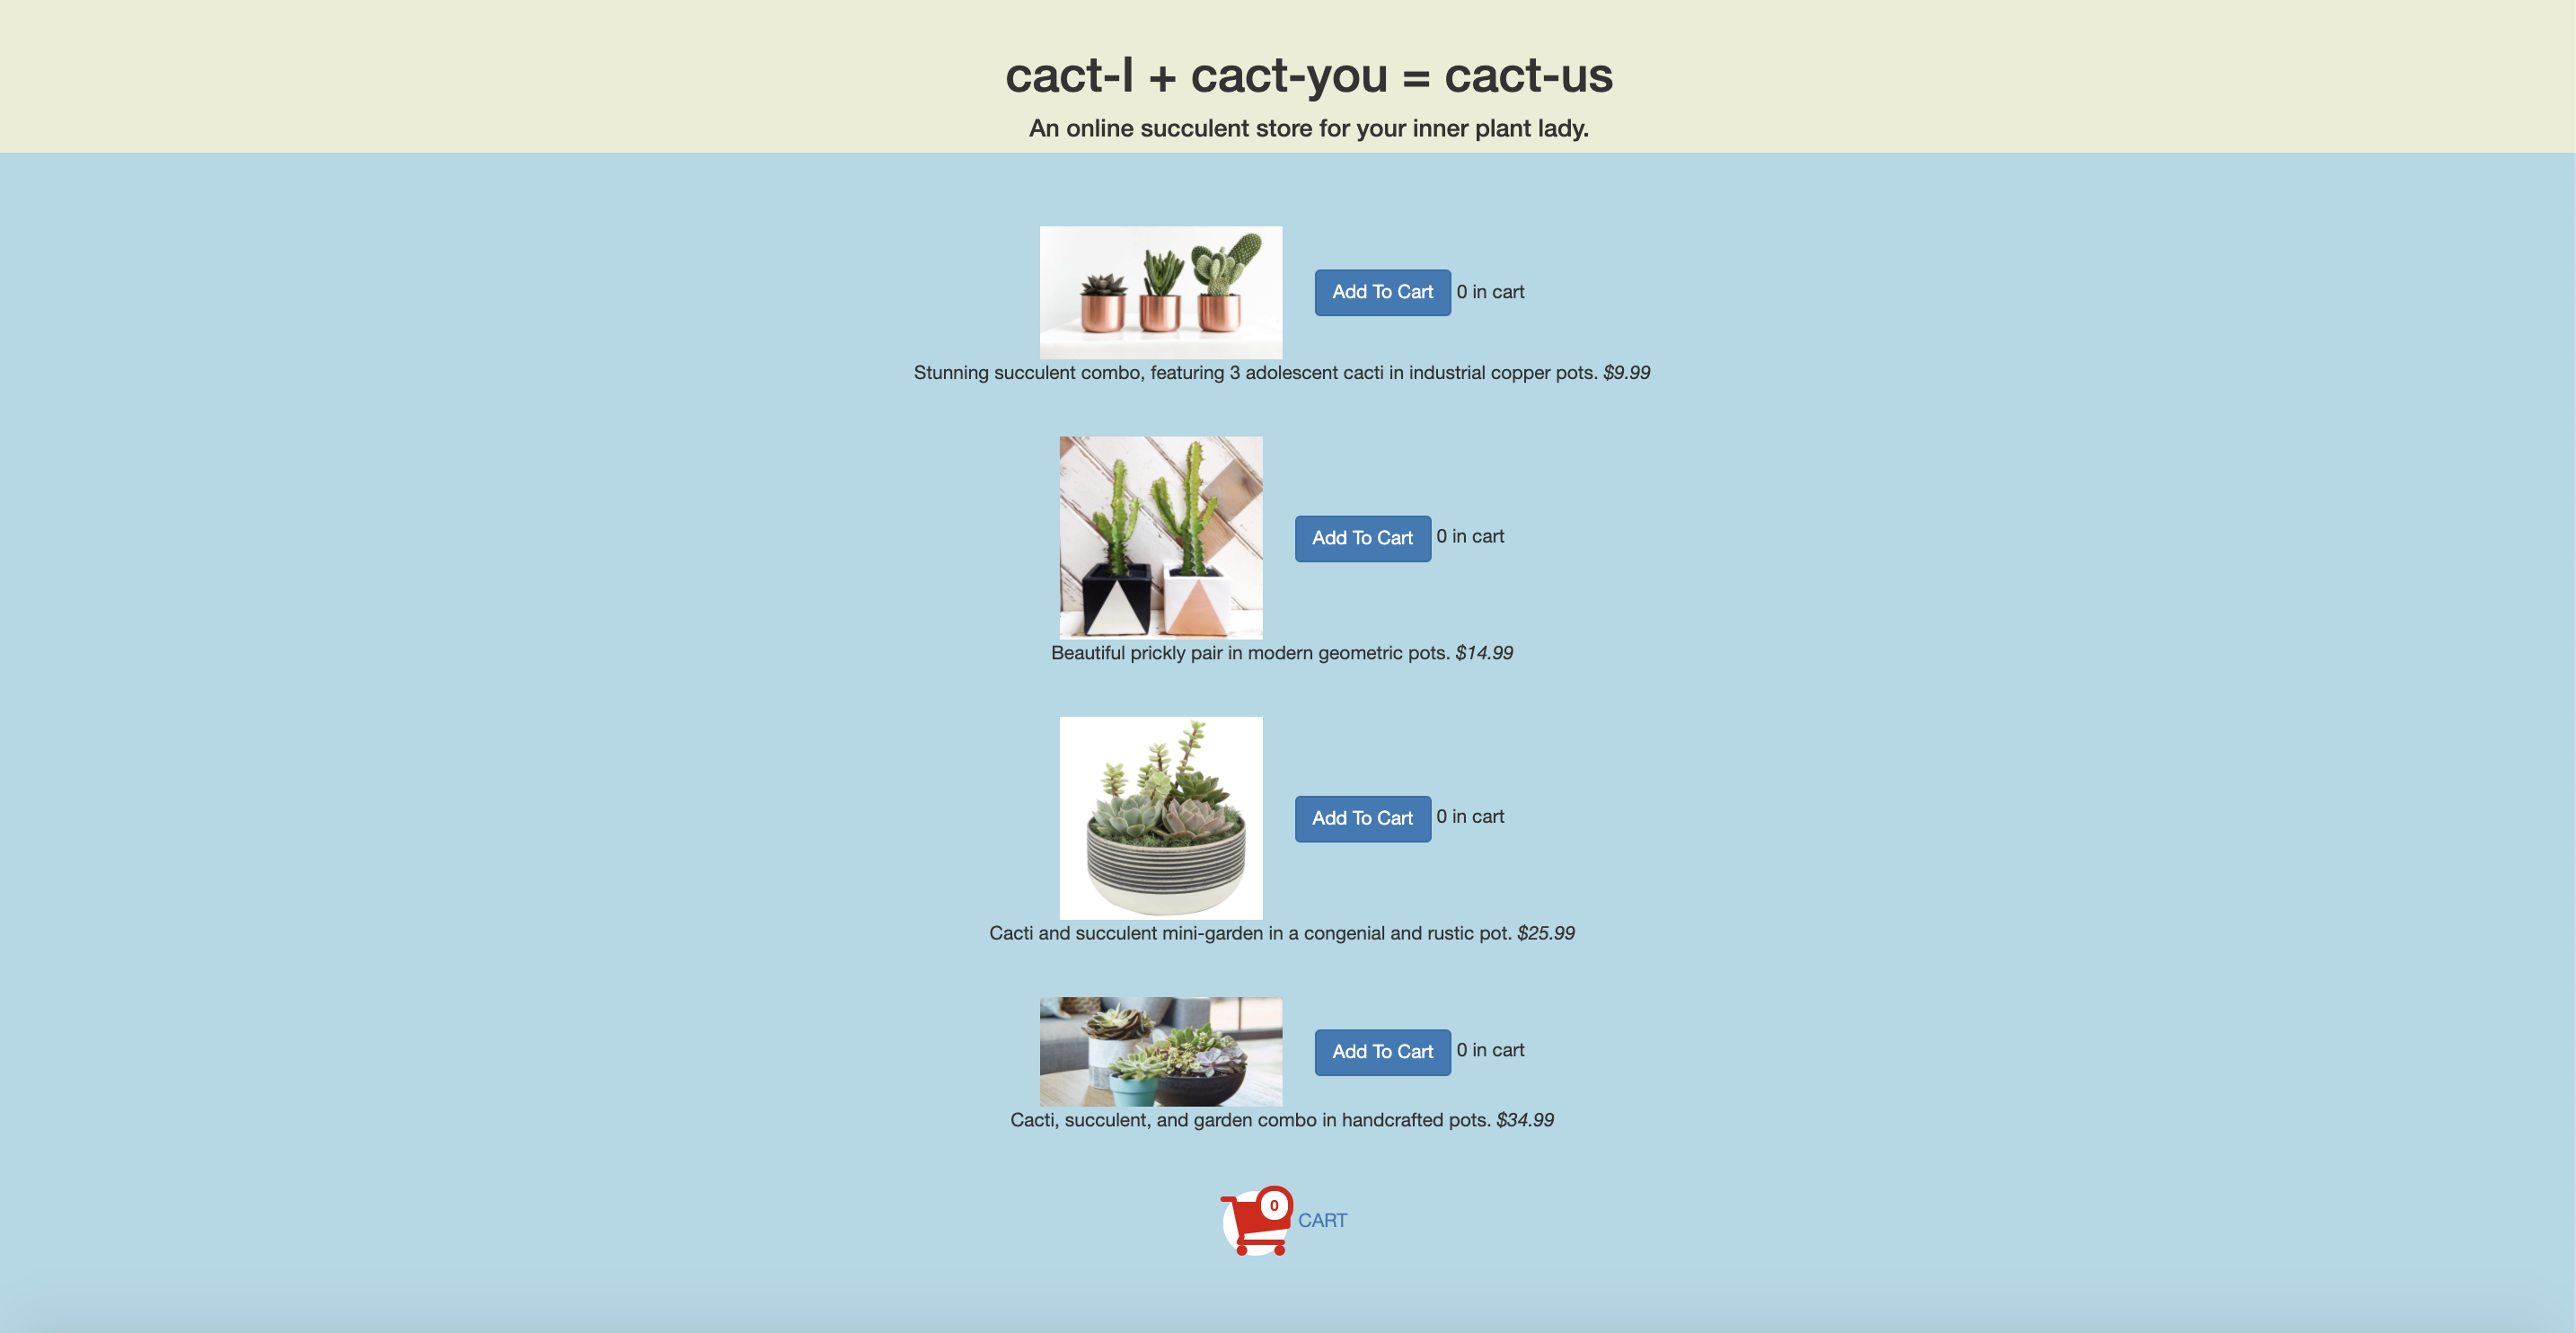 cact-I + cact-you = cact-us
An online succulent store for your inner plant lady.
Add To Cart 0 in cart
Stunning succulent combo, featuring 3 adolescent cacti in industrial copper pots. $9.99
Add To Cart 0 in cart
Beautiful prickly pair in modern geometric pots. $14.99
Add To Cart 0 in cart
Cacti and succulent mini-garden in a congenial and rustic pot. $25.99
Add To Cart 0 in cart
Cacti, succulent, and garden combo in handcrafted pots. $34.99
0 CART